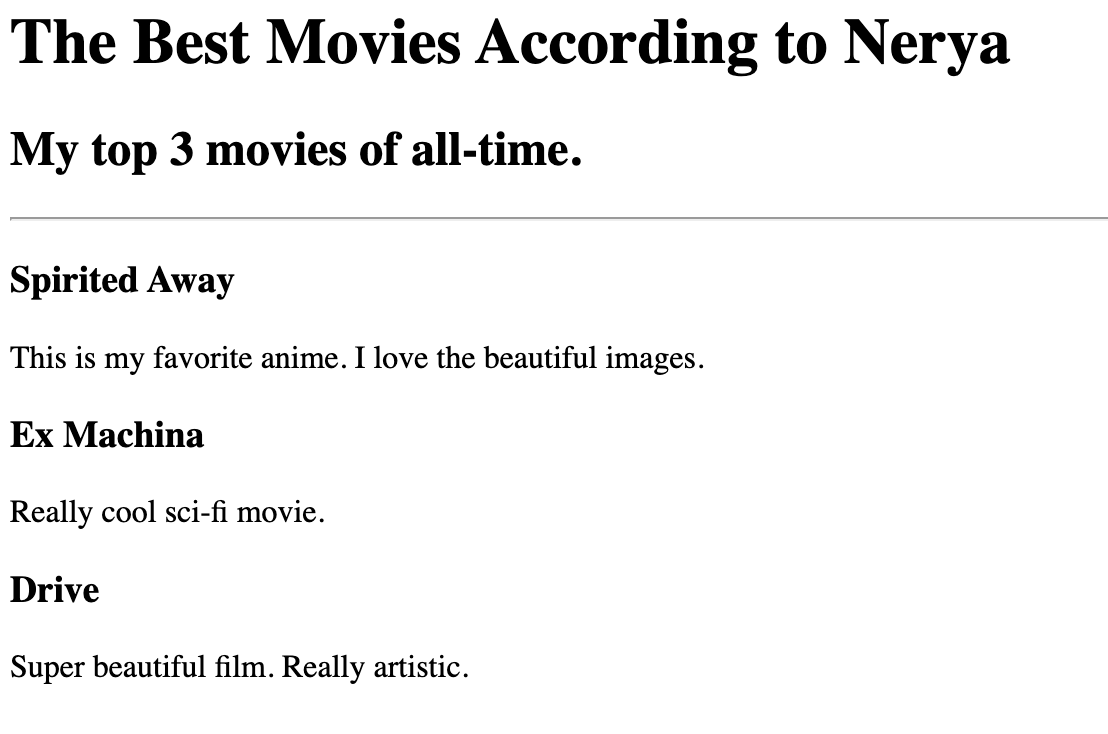 The Best Movies According to Nerya
My top 3 movies of all-time.
Spirited Away
This is my favorite anime. I love the beautiful images.
Ex Machina
Really cool sci-fi movie.
Drive
Super beautiful film. Really artistic.